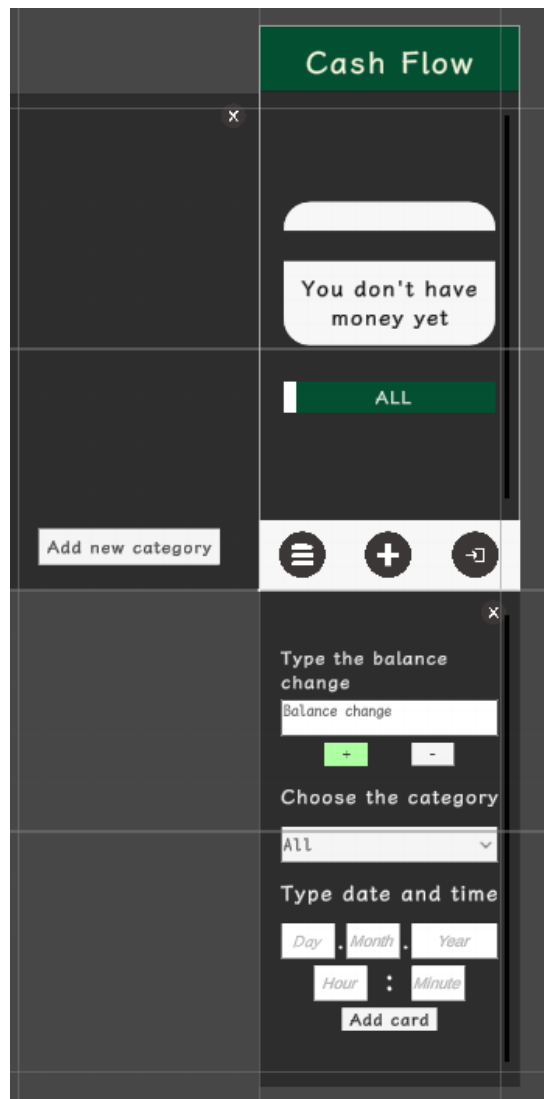 Cash Flow
X
You don't have
money yet
ALL
Add new category
X
Type the balance
change
Balance change
+ -
Choose the category
All
Type date and time
Day . Month . Year
Hour : Minute
Add card